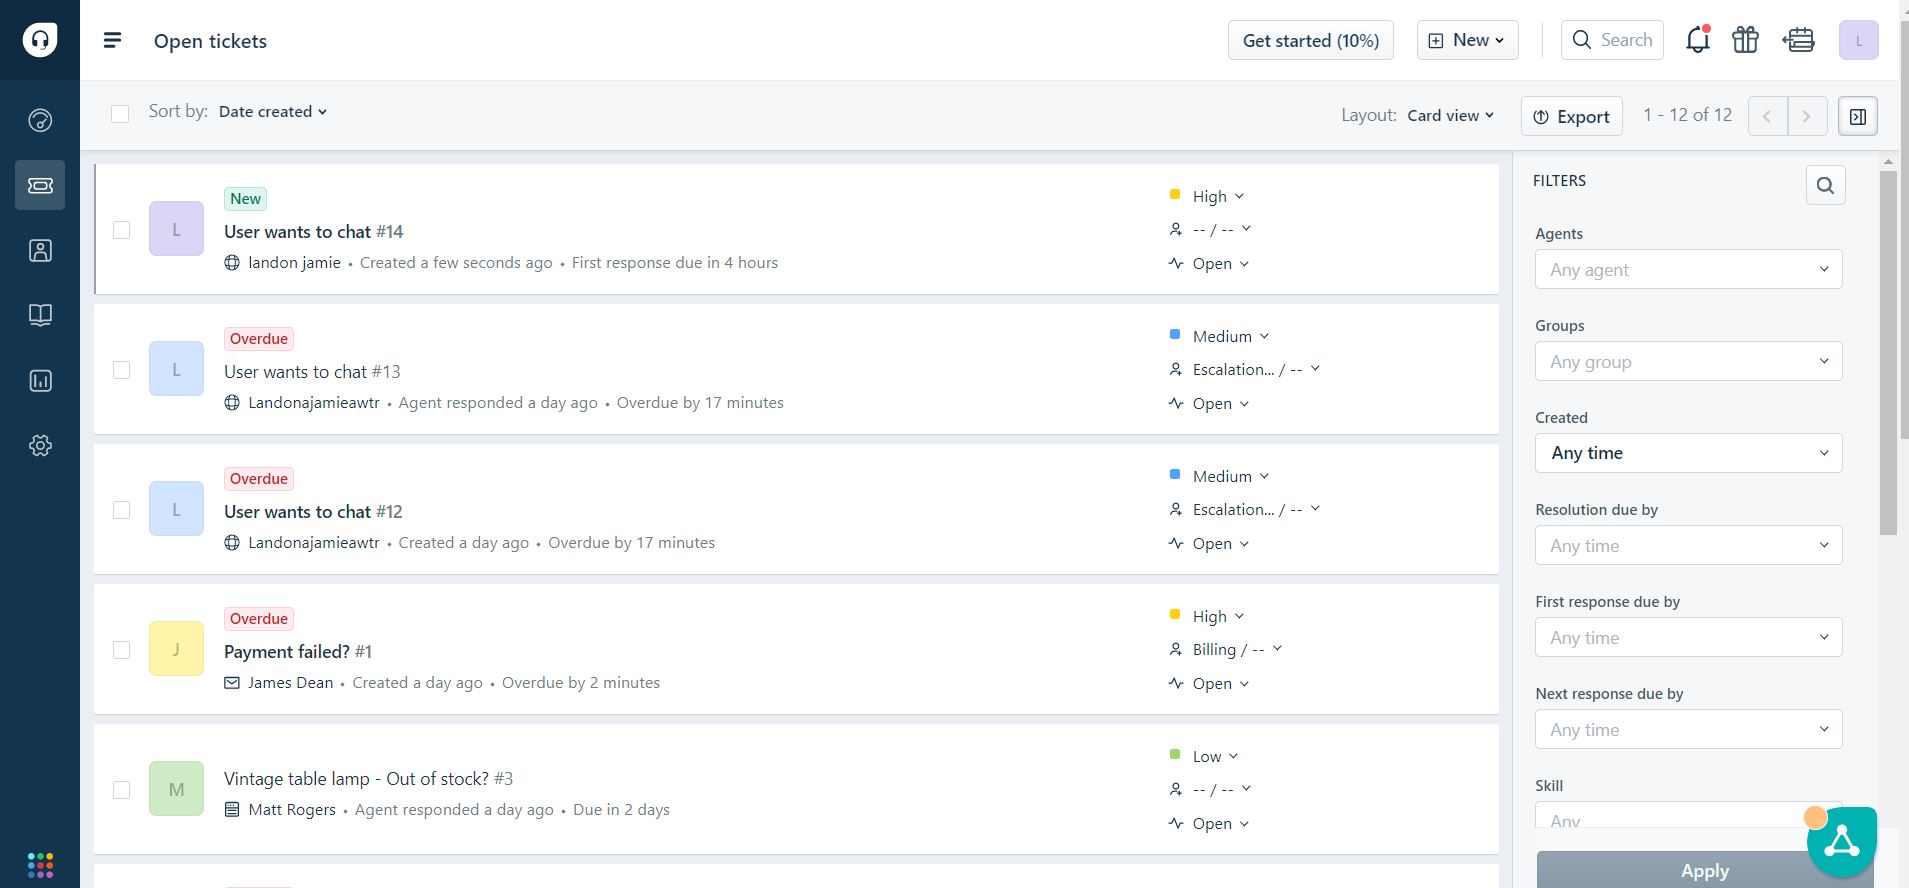 Open tickets
Get started (10%)
New
Search
L
Sort by: Date created
Layout: Card view
Export
1 - 12 of 12
L
New
User wants to chat #14
landon jamie • Created a few seconds ago • First response due in 4 hours
High
-- / --
Open
L
Overdue
User wants to chat #13
Landonajamieawtr • Agent responded a day ago • Overdue by 17 minutes
Medium
Escalation... / --
Open
L
Overdue
User wants to chat #12
Landonajamieawtr • Created a day ago • Overdue by 17 minutes
Medium
Escalation... / --
Open
J
Overdue
Payment failed? #1
James Dean • Created a day ago • Overdue by 2 minutes
High
Billing / --
Open
M
Vintage table lamp - Out of stock? #3
Matt Rogers • Agent responded a day ago • Due in 2 days
Low
-- / --
Open
FILTERS
Agents
Any agent
Groups
Any group
Created
Any time
Resolution due by
Any time
First response due by
Any time
Next response due by
Any time
Skill
Any
Apply